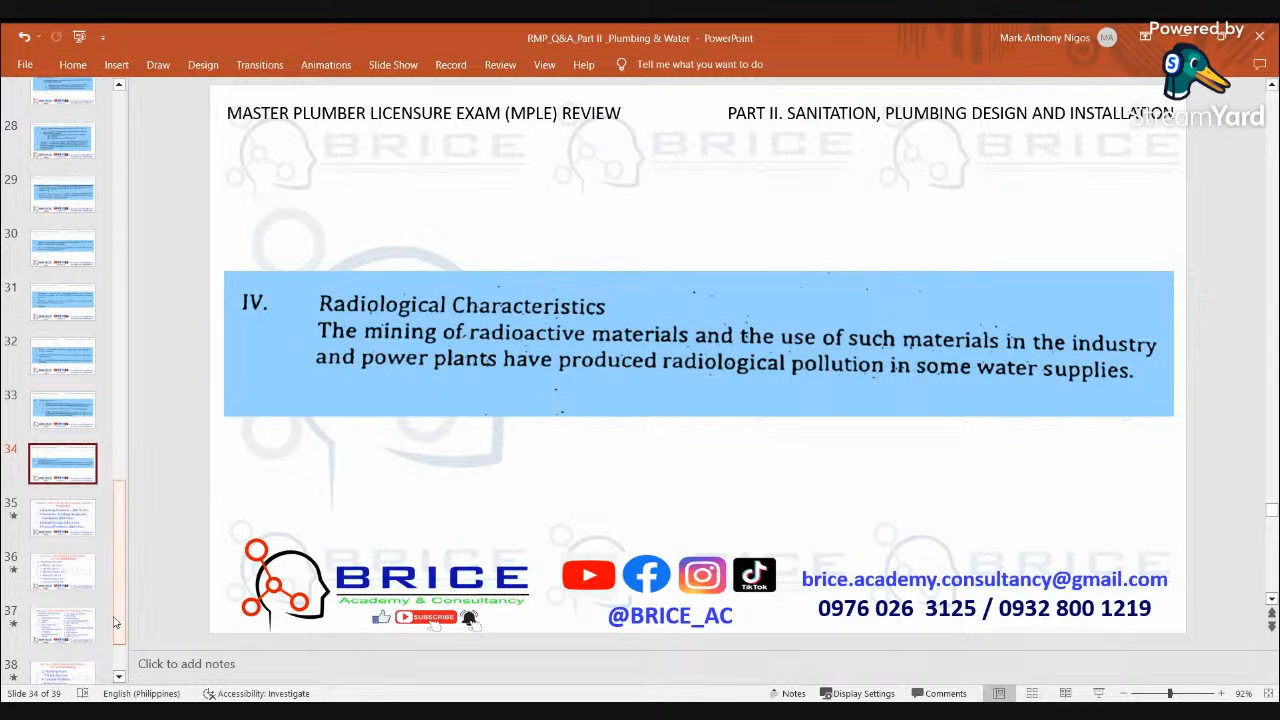 Powered by
StreamYard
RMP_Q&A_Part II _Plumbing & Water - PowerPoint
Mark Anthony Nigos
MA
File Home Insert Draw Design Transitions Animations Slide Show Record Review View Help Tell me what you want to do
28
29
30
31
32
33
34
35
36
37
38
MASTER PLUMBER LICENSURE EXAM (MPLE) REVIEW
PART II. SANITATION, PLUMBING DESIGN AND INSTALLATION
BRICE
IV. Radiological Characteristics
The mining of radioactive materials and the use of such materials in the industry
and power plants have produced radiological pollution in some water supplies.
BRICE
Academy & Consultancy
SUBSCRIBE
TikTok
@BRICE_AC
brice.academy.consultancy@gmail.com
0976 026 3125 / 0932 800 1219
Click to add notes
Slide 34 of
English (Philippines)
Accessibility: Investigate
Notes
Display Settings
Comments
92%